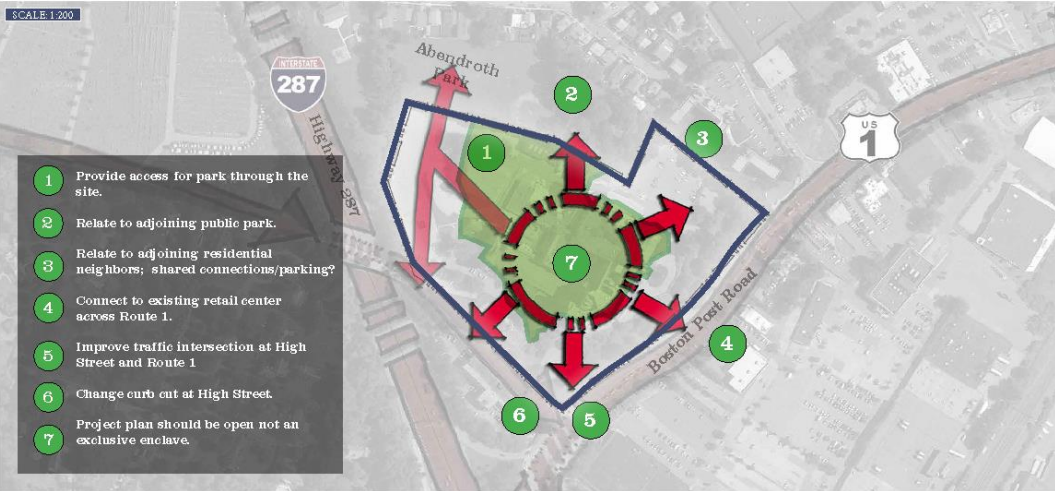 SCALE: 1:200
Abendroth
Park
INTERSTATE
287
Highway 287
US
1
Boston Post Road
1
2
3
4
5
6
7
1 Provide access for park through the
site.
2 Relate to adjoining public park.
3 Relate to adjoining residential
neighbors; shared connections/parking?
4 Connect to existing retail center
across Route 1.
5 Improve traffic intersection at High
Street and Route 1
6 Change curb cut at High Street.
7 Project plan should be open not an
exclusive enclave.